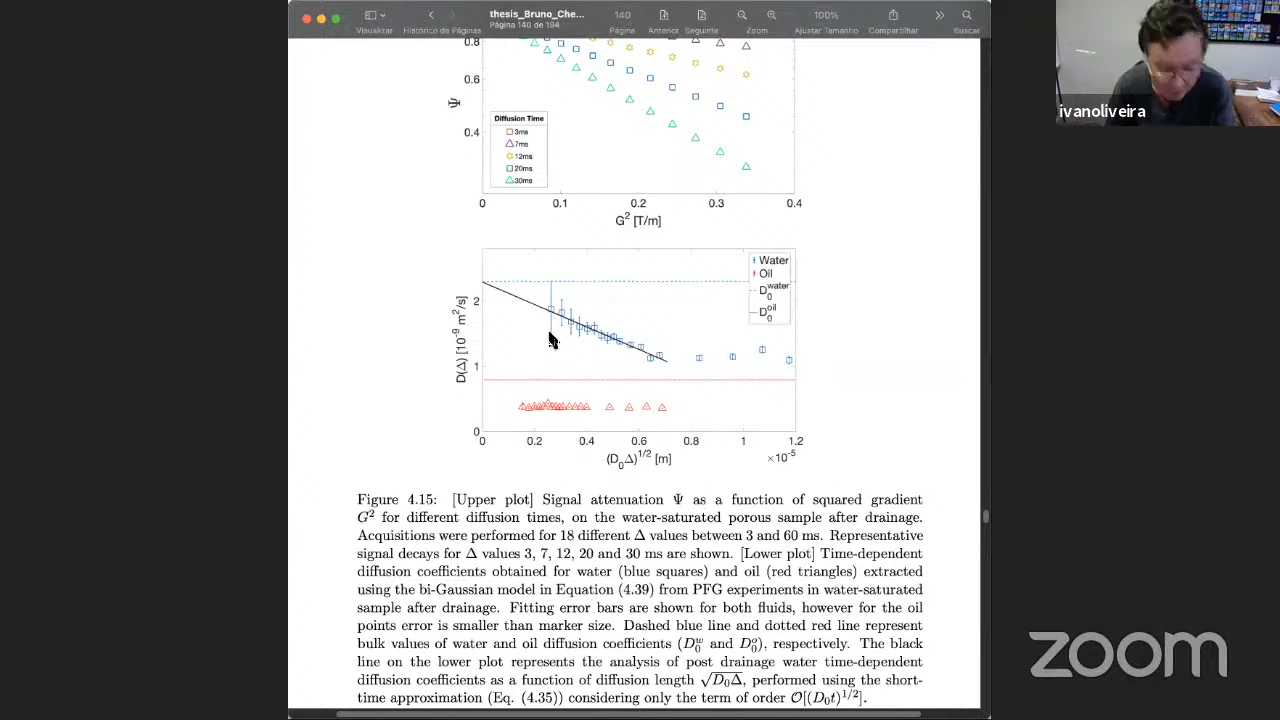 thesis_Bruno_Che...
Página 140 de 194
140
100%
Visualizar
Histórico de Páginas
Página
Anterior
Seguinte
Zoom
Ajustar Tamanho
Compartilhar
Buscar
ivanoliveira
0.8
0.6
0.4
Ψ
Diffusion Time
3ms
7ms
12ms
20ms
30ms
0 0.1 0.2 0.3 0.4
G² [T/m]
Water
Oil
D₀^water
D₀^oil
2
1
0
D(Δ) [10⁻⁹ m²/s]
0 0.2 0.4 0.6 0.8 1 1.2
(D₀Δ)^1/2 [m]
×10⁻⁵
Figure 4.15: [Upper plot] Signal attenuation Ψ as a function of squared gradient
G² for different diffusion times, on the water-saturated porous sample after drainage.
Acquisitions were performed for 18 different Δ values between 3 and 60 ms. Representative
signal decays for Δ values 3, 7, 12, 20 and 30 ms are shown. [Lower plot] Time-dependent
diffusion coefficients obtained for water (blue squares) and oil (red triangles) extracted
using the bi-Gaussian model in Equation (4.39) from PFG experiments in water-saturated
sample after drainage. Fitting error bars are shown for both fluids, however for the oil
points error is smaller than marker size. Dashed blue line and dotted red line represent
bulk values of water and oil diffusion coefficients (D₀^w and D₀^o), respectively. The black
line on the lower plot represents the analysis of post drainage water time-dependent
diffusion coefficients as a function of diffusion length √D₀Δ, performed using the short-
time approximation (Eq. (4.35)) considering only the term of order O[(D₀t)^1/2].
zoom